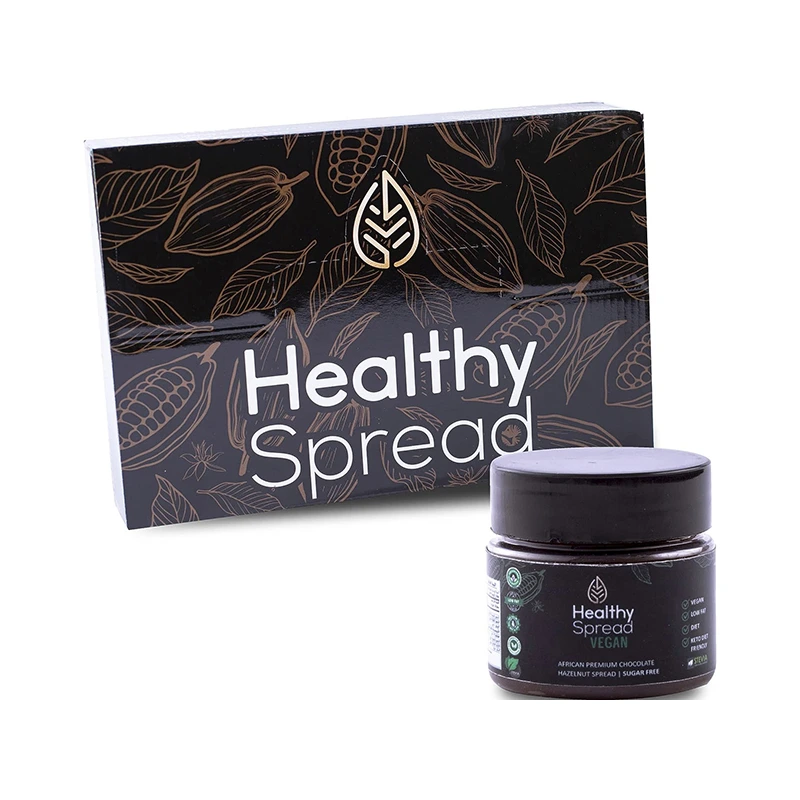 Healthy
Spread
Healthy
Spread
VEGAN
AFRICAN PREMIUM CHOCOLATE
HAZELNUT SPREAD | SUGAR FREE
VEGAN
LOW FAT
DIET
KETO DIET
FRIENDLY
STEVIA